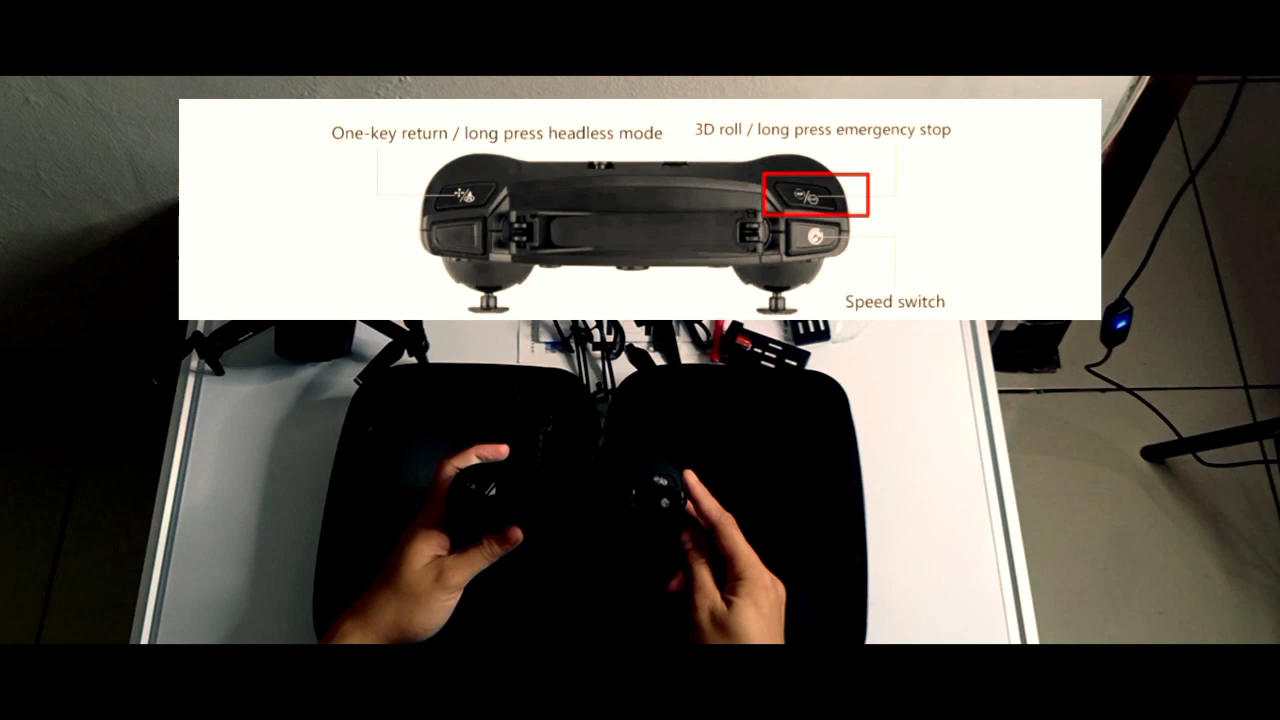 One-key return / long press headless mode
3D roll / long press emergency stop
Speed switch